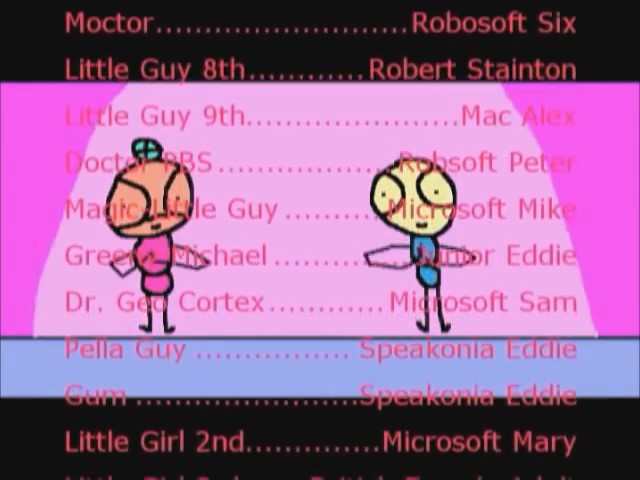 Moctor.........................Robosoft Six
Little Guy 8th............Robert Stainton
Little Guy 9th.....................Mac Alex
Doctor PBS..................Robsoft Peter
Magic Little Guy..........Microsoft Mike
Greeny Michael..............Junior Eddie
Dr. Geo Cortex............Microsoft Sam
Pella Guy ............... Speakonia Eddie
Gum ......................Speakonia Eddie
Little Girl 2nd..............Microsoft Mary